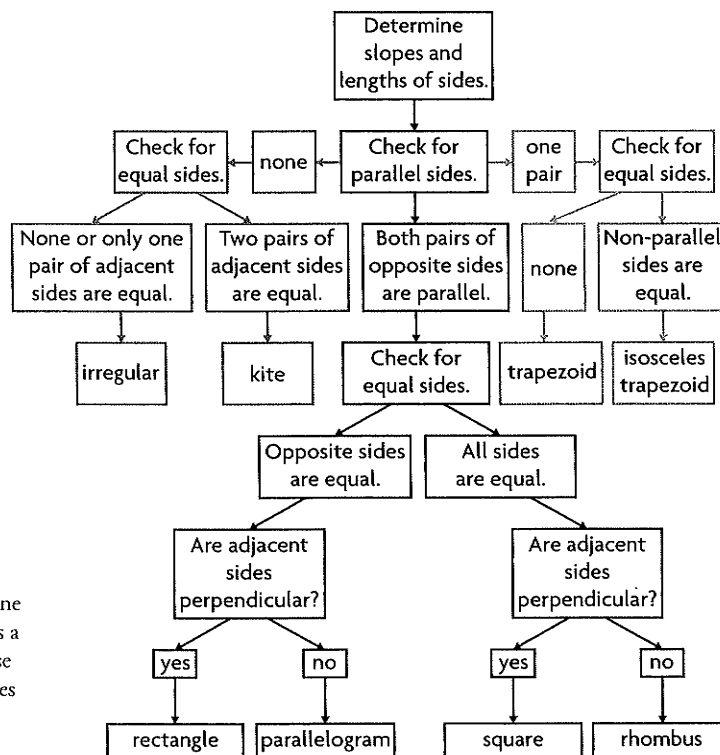 Determine
slopes and
lengths of sides.
Check for
equal sides.
none
Check for
parallel sides.
one
pair
Check for
equal sides.
None or only one
pair of adjacent
sides are equal.
Two pairs of
adjacent sides
are equal.
Both pairs of
opposite sides
are parallel.
none
Non-parallel
sides are
equal.
irregular
kite
Check for
equal sides.
trapezoid
isosceles
trapezoid
Opposite sides
are equal.
All sides
are equal.
Are adjacent
sides
perpendicular?
Are adjacent
sides
perpendicular?
yes
no
yes
no
rectangle
parallelogram
square
rhombus